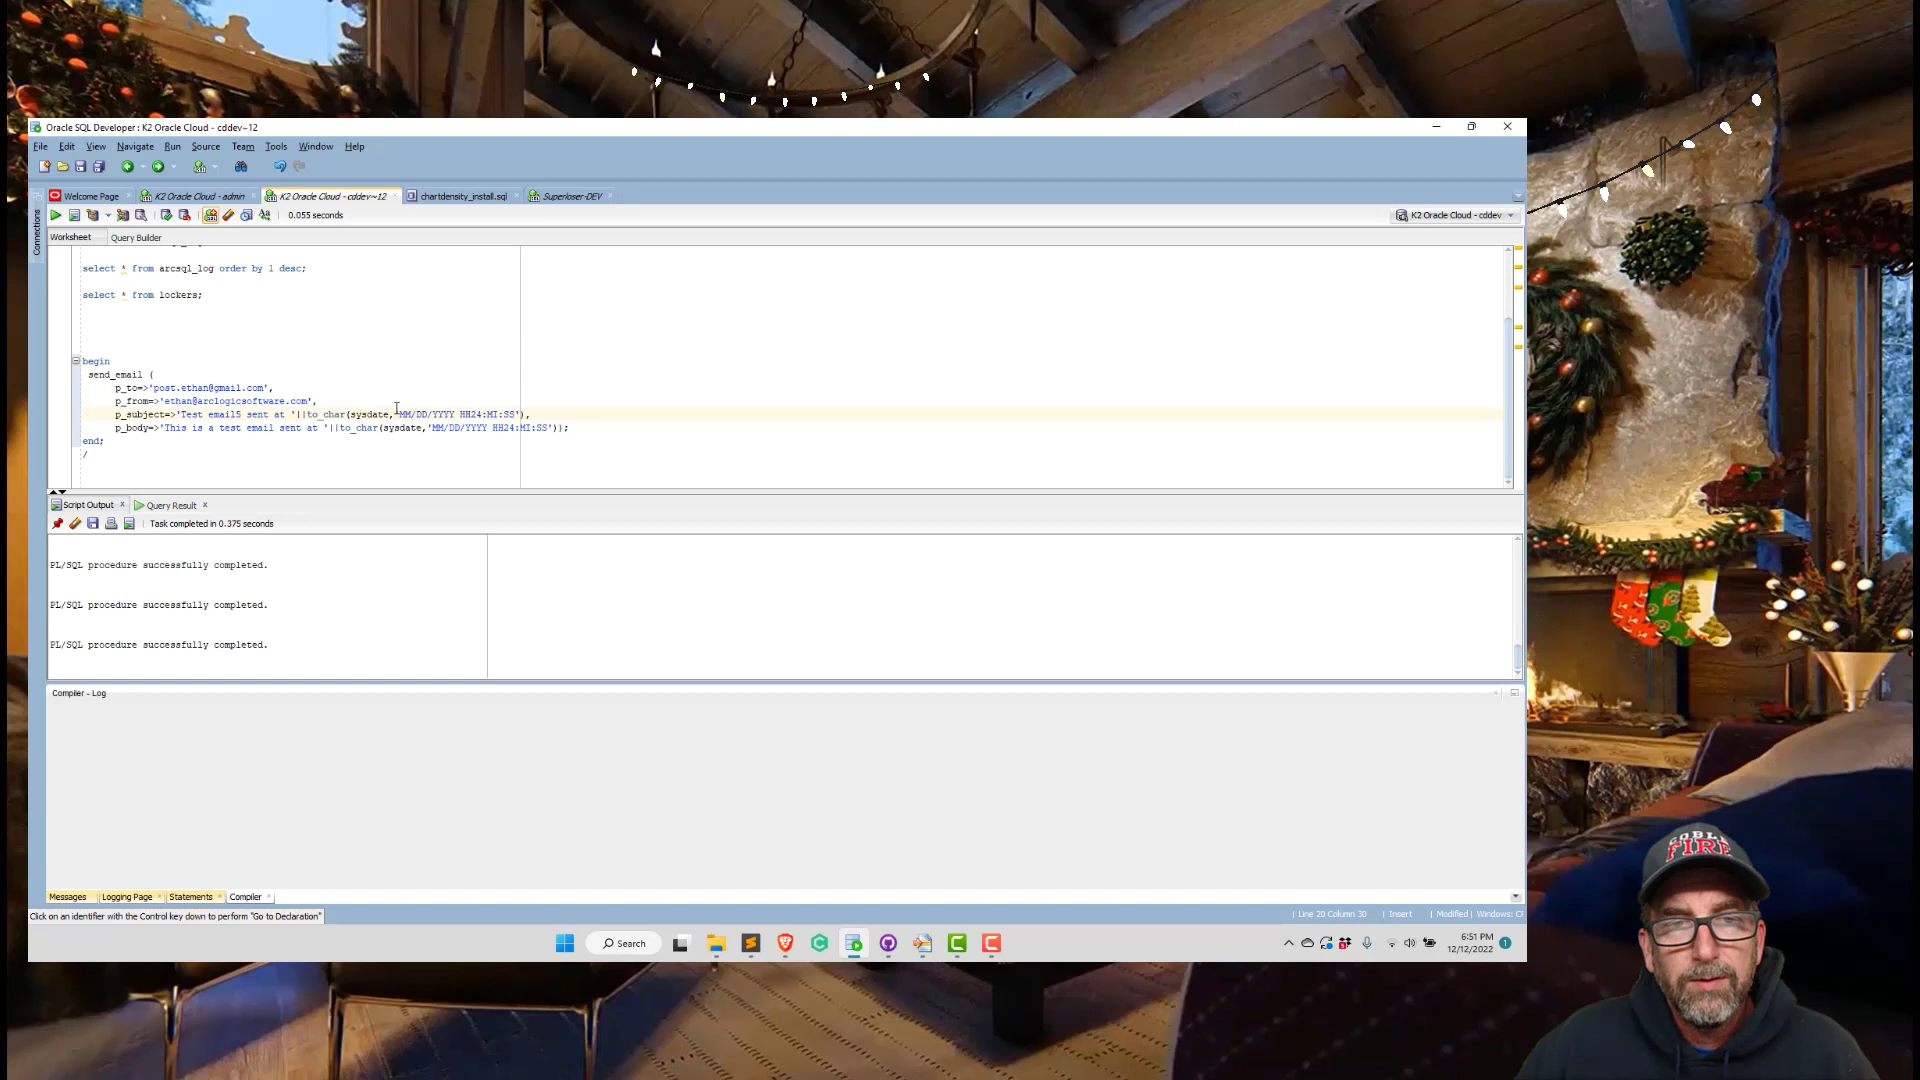 Oracle SQL Developer : K2 Oracle Cloud - cddev~12
File Edit View Navigate Run Source Team Tools Window Help
Welcome Page K2 Oracle Cloud - admin K2 Oracle Cloud - cddev~12 chartdensity_install.sql Superloser-DEV
0.055 seconds K2 Oracle Cloud - cddev
Connections
Worksheet Query Builder
select * from arcsql_log order by 1 desc;
select * from lockers;
begin
send_email (
p_to=>'post.ethan@gmail.com',
p_from=>'ethan@arclogicsoftware.com',
p_subject=>'Test email5 sent at '||to_char(sysdate,'MM/DD/YYYY HH24:MI:SS'),
p_body=>'This is a test email sent at '||to_char(sysdate,'MM/DD/YYYY HH24:MI:SS'));
end;
/
Script Output Query Result
Task completed in 0.375 seconds
PL/SQL procedure successfully completed.
PL/SQL procedure successfully completed.
PL/SQL procedure successfully completed.
Compiler - Log
Messages Logging Page Statements Compiler
Click on an identifier with the Control key down to perform "Go to Declaration"
Line 20 Column 30 Insert Modified Windows: C
Search
6:51 PM
12/12/2022
1
COBLE
FIRE